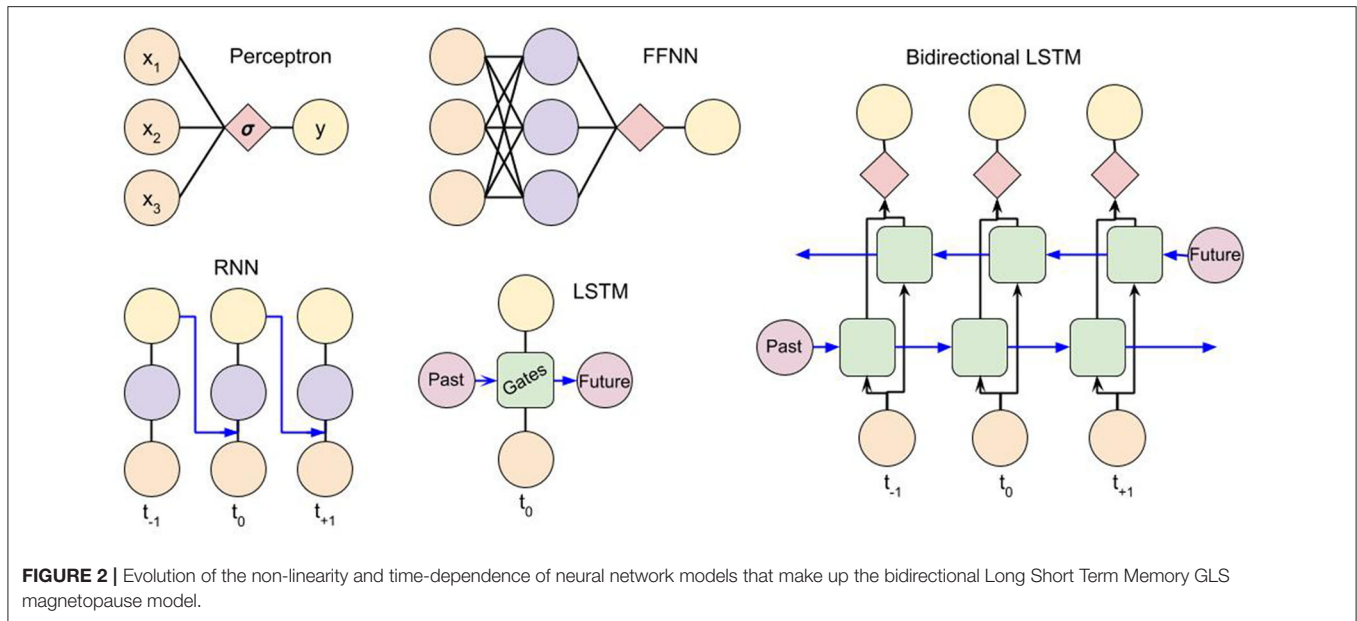 Perceptron
x1
x2
x3
σ
y
FFNN
Bidirectional LSTM
Future
Past
t-1
t0
t+1
RNN
t-1
t0
t+1
LSTM
Past
Gates
Future
t0
FIGURE 2 | Evolution of the non-linearity and time-dependence of neural network models that make up the bidirectional Long Short Term Memory GLS
magnetopause model.